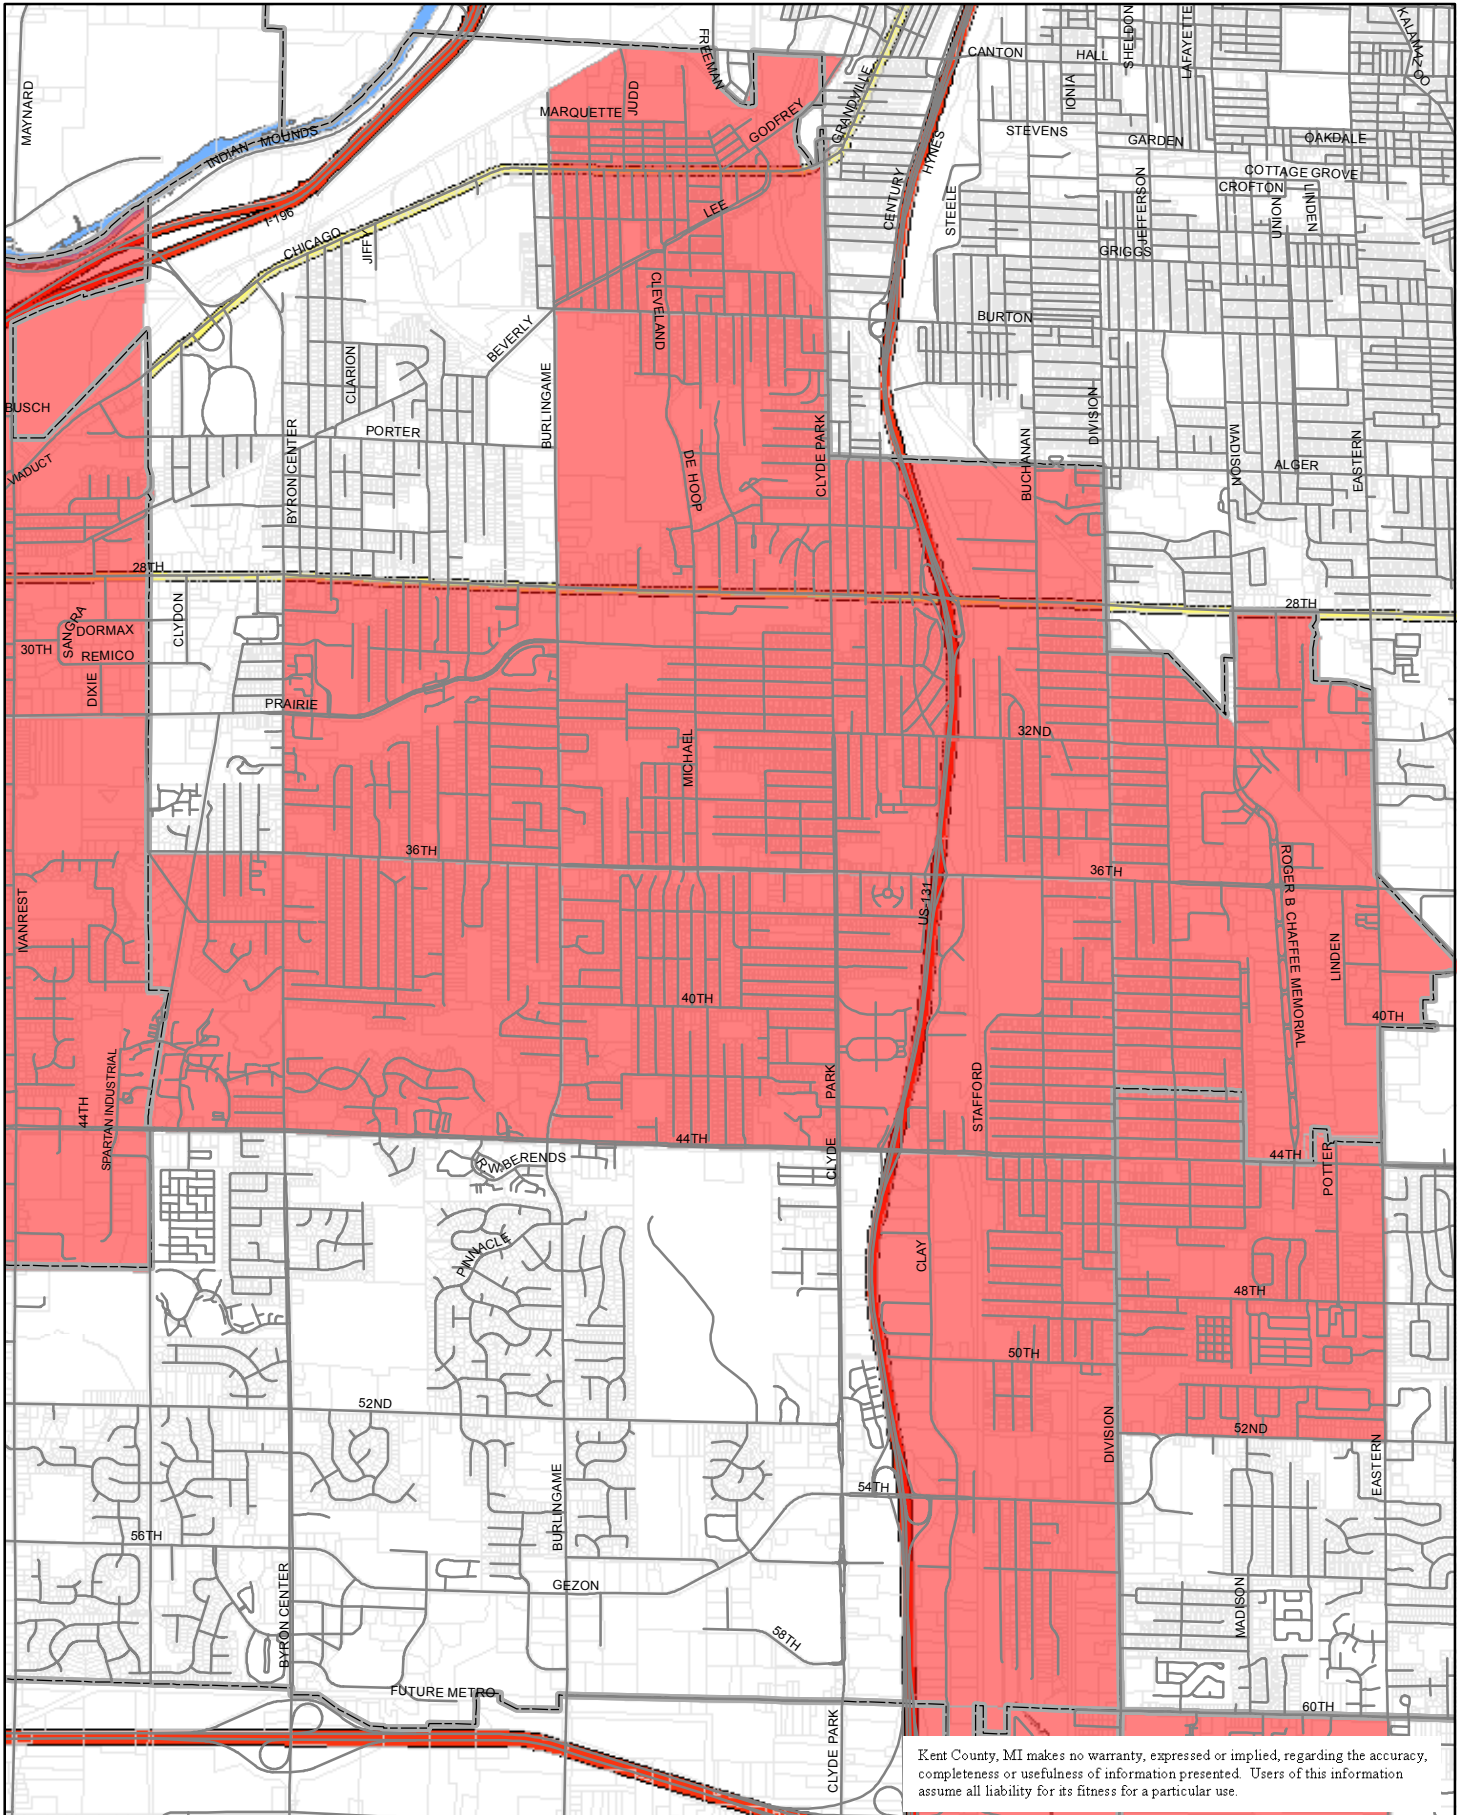 KALAMAZOO
SHELDON
LAFAYETTE
FREEMAN
CANTON
HALL
MAYNARD
JUDD
IONIA
MARQUETTE
GODFREY
GRANDVILLE
STEVENS
GARDEN
OAKDALE
INDIAN MOUNDS
HYNES
COTTAGE GROVE
CROFTON
LINDEN
UNION
JEFFERSON
CENTURY
STEELE
LEE
I-196
CHICAGO
JIFFY
GRIGGS
CLEVELAND
BURTON
BEVERLY
CLARION
BURLINGAME
BUSCH
PORTER
BYRON CENTER
DE HOOP
CLYDE PARK
BUCHANAN
DIVISION
MADISON
ALGER
EASTERN
VIADUCT
28TH
28TH
SANGRA
DORMAX
CLYDON
30TH
REMICO
DIXIE
PRAIRIE
MICHAEL
32ND
36TH
36TH
ROGER B CHAFFEE MEMORIAL
US-131
IVANREST
LINDEN
40TH
40TH
SPARTAN INDUSTRIAL
44TH
PARK
STAFFORD
44TH
CLYDE
44TH
POTTER
RW BERENDS
PINNACLE
CLAY
48TH
50TH
52ND
52ND
DIVISION
EASTERN
BURLINGAME
54TH
56TH
GEZON
BYRON CENTER
MADISON
58TH
FUTURE METRO
60TH
CLYDE PARK
Kent County, MI makes no warranty, expressed or implied, regarding the accuracy,
completeness or usefulness of information presented. Users of this information
assume all liability for its fitness for a particular use.